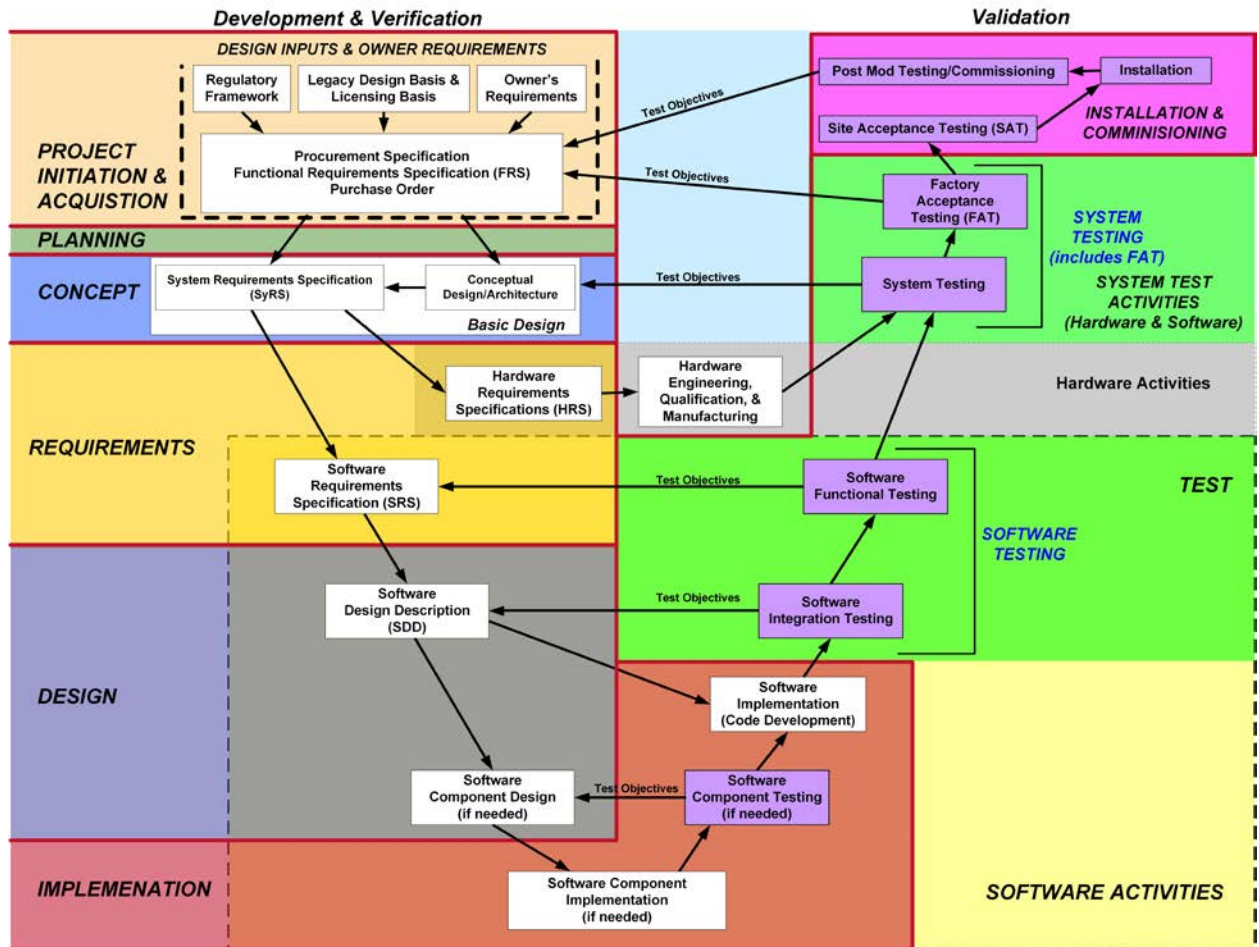 Development & Verification
Validation
DESIGN INPUTS & OWNER REQUIREMENTS
Regulatory
Framework
Legacy Design Basis &
Licensing Basis
Owner's
Requirements
Procurement Specification
Functional Requirements Specification (FRS)
Purchase Order
PROJECT
INITIATION &
ACQUISTION
Test Objectives
Post Mod Testing/Commissioning
Installation
Site Acceptance Testing (SAT)
INSTALLATION &
COMMINISIONING
Test Objectives
Factory
Acceptance
Testing (FAT)
SYSTEM
TESTING
(includes FAT)
PLANNING
CONCEPT
System Requirements Specification
(SyRS)
Conceptual
Design/Architecture
Basic Design
Test Objectives
System Testing
SYSTEM TEST
ACTIVITIES
(Hardware & Software)
Hardware
Requirements
Specifications (HRS)
Hardware
Engineering,
Qualification, &
Manufacturing
Hardware Activities
REQUIREMENTS
Software
Requirements
Specification (SRS)
Test Objectives
Software
Functional Testing
TEST
SOFTWARE
TESTING
Software
Design Description
(SDD)
Test Objectives
Software
Integration Testing
DESIGN
Software
Implementation
(Code Development)
Software
Component Design
(if needed)
Test Objectives
Software
Component Testing
(if needed)
IMPLEMENATION
Software Component
Implementation
(if needed)
SOFTWARE ACTIVITIES